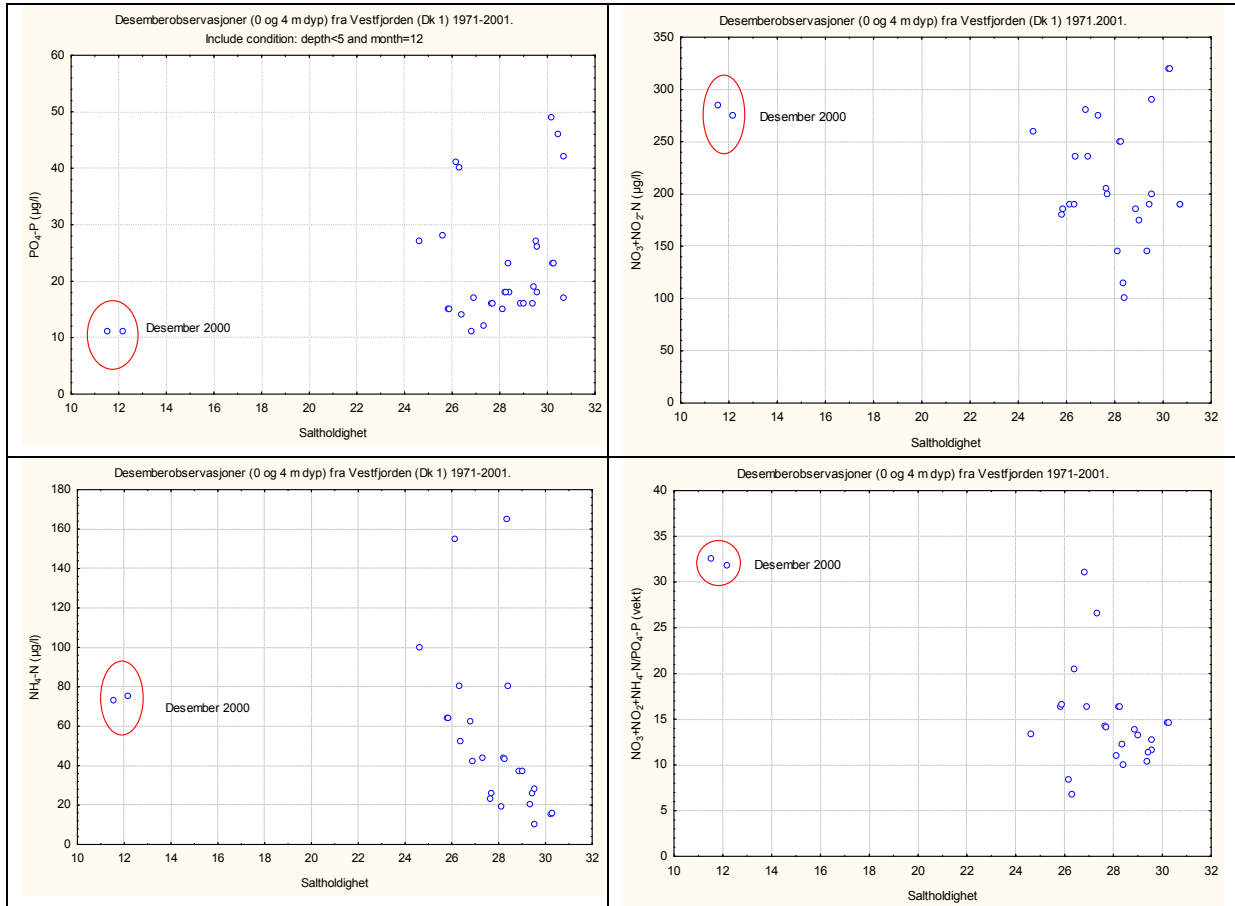 Desemberobservasjoner (0 og 4 m dyp) fra Vestfjorden (Dk 1) 1971-2001.
Include condition: depth<5 and month=12
60
50
40
30
20
10
0
PO₄-P (µg/l)
Desember 2000
10 12 14 16 18 20 22 24 26 28 30 32
Saltholdighet
Desemberobservasjoner (0 og 4 m dyp) fra Vestfjorden (Dk 1) 1971.2001.
350
300
250
200
150
100
50
0
NO₃+NO₂-N (µg/l)
Desember 2000
10 12 14 16 18 20 22 24 26 28 30 32
Saltholdighet
Desemberobservasjoner (0 og 4 m dyp) fra Vestfjorden (Dk 1) 1971-2001.
180
160
140
120
100
80
60
40
20
0
NH₄-N (µg/l)
Desember 2000
10 12 14 16 18 20 22 24 26 28 30 32
Saltholdighet
Desemberobservasjoner (0 og 4 m dyp) fra Vestfjorden 1971-2001.
40
35
30
25
20
15
10
5
0
NO₃+NO₂+NH₄-N/PO₄-P (vekt)
Desember 2000
10 12 14 16 18 20 22 24 26 28 30 32
Saltholdighet